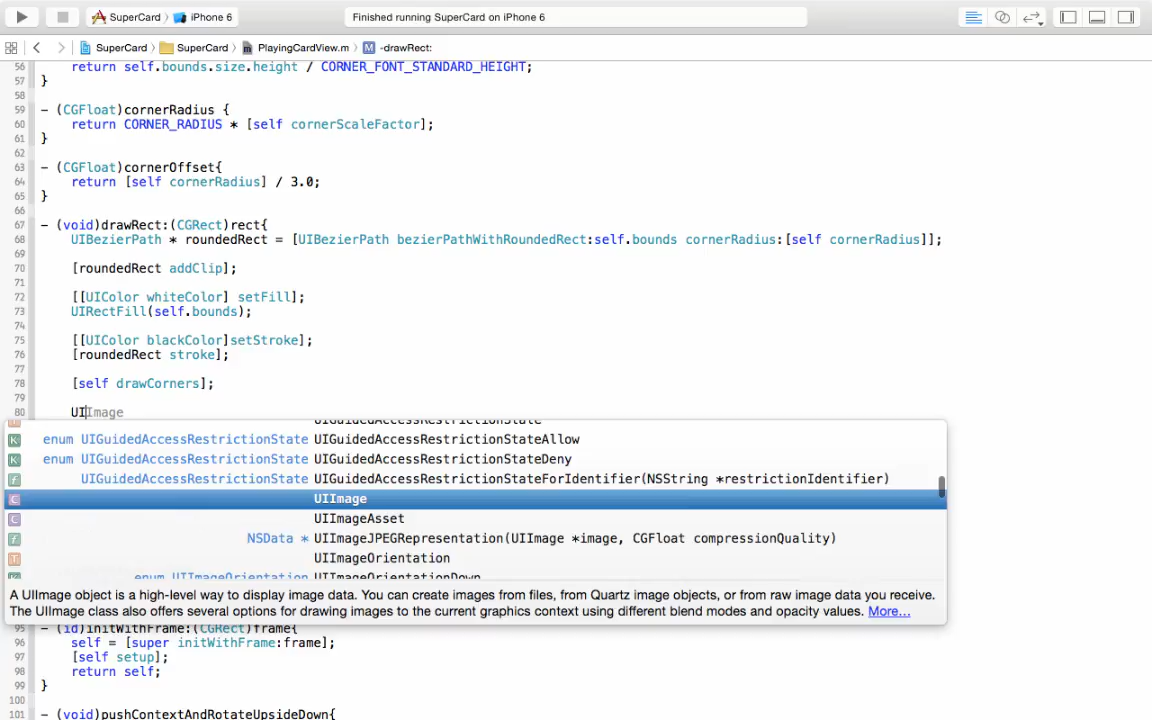 SuperCard 〉 iPhone 6
Finished running SuperCard on iPhone 6
SuperCard 〉 SuperCard 〉 PlayingCardView.m 〉 M -drawRect:
56 return self.bounds.size.height / CORNER_FONT_STANDARD_HEIGHT;
57 }
58
59 - (CGFloat)cornerRadius {
60 return CORNER_RADIUS * [self cornerScaleFactor];
61 }
62
63 - (CGFloat)cornerOffset{
64 return [self cornerRadius] / 3.0;
65 }
66
67 - (void)drawRect:(CGRect)rect{
68 UIBezierPath * roundedRect = [UIBezierPath bezierPathWithRoundedRect:self.bounds cornerRadius:[self cornerRadius]];
69
70 [roundedRect addClip];
71
72 [[UIColor whiteColor] setFill];
73 UIRectFill(self.bounds);
74
75 [[UIColor blackColor]setStroke];
76 [roundedRect stroke];
77
78 [self drawCorners];
79
80 UIImage
T UIGuidedAccessRestrictionState
K enum UIGuidedAccessRestrictionState UIGuidedAccessRestrictionStateAllow
K enum UIGuidedAccessRestrictionState UIGuidedAccessRestrictionStateDeny
f UIGuidedAccessRestrictionState UIGuidedAccessRestrictionStateForIdentifier(NSString *restrictionIdentifier)
C UIImage
C UIImageAsset
f NSData * UIImageJPEGRepresentation(UIImage *image, CGFloat compressionQuality)
T UIImageOrientation
K enum UIImageOrientation UIImageOrientationDown
A UIImage object is a high-level way to display image data. You can create images from files, from Quartz image objects, or from raw image data you receive.
The UIImage class also offers several options for drawing images to the current graphics context using different blend modes and opacity values. More...
95 - (id)initWithFrame:(CGRect)frame{
96 self = [super initWithFrame:frame];
97 [self setup];
98 return self;
99 }
100
101 - (void)pushContextAndRotateUpsideDown{